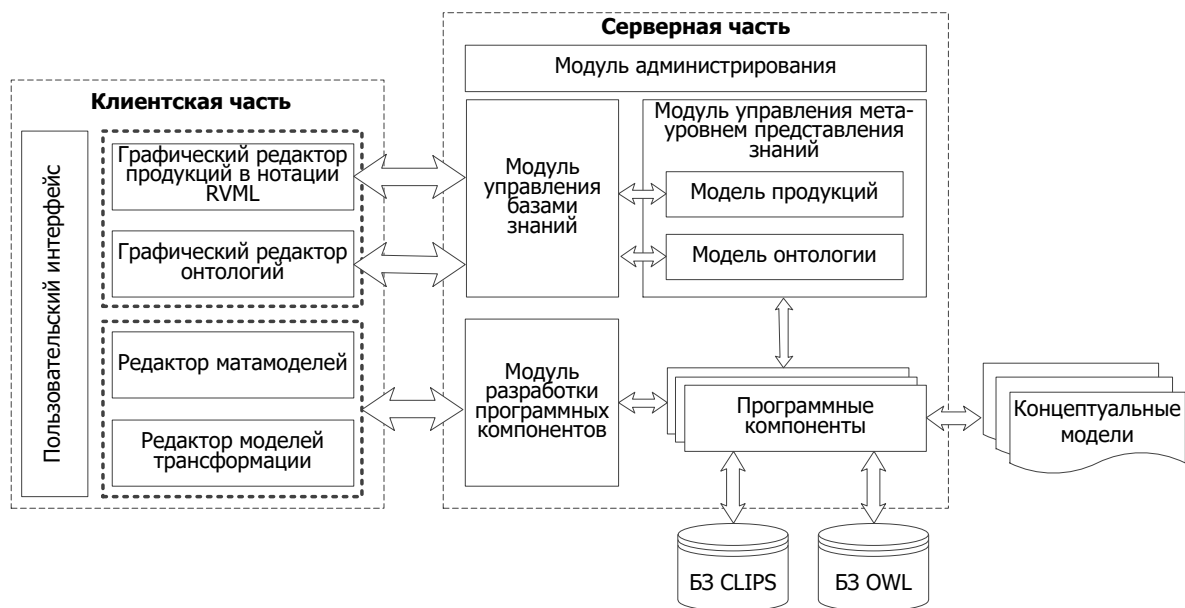 Клиентская часть
Пользовательский интерфейс
Графический редактор
продукций в нотации
RVML
Графический редактор
онтологий
Редактор матамоделей
Редактор моделей
трансформации
Серверная часть
Модуль администрирования
Модуль
управления
базами
знаний
Модуль управления мета-
уровнем представления
знаний
Модель продукций
Модель онтологии
Модуль
разработки
программных
компонентов
Программные
компоненты
Концептуальные
модели
БЗ CLIPS
БЗ OWL